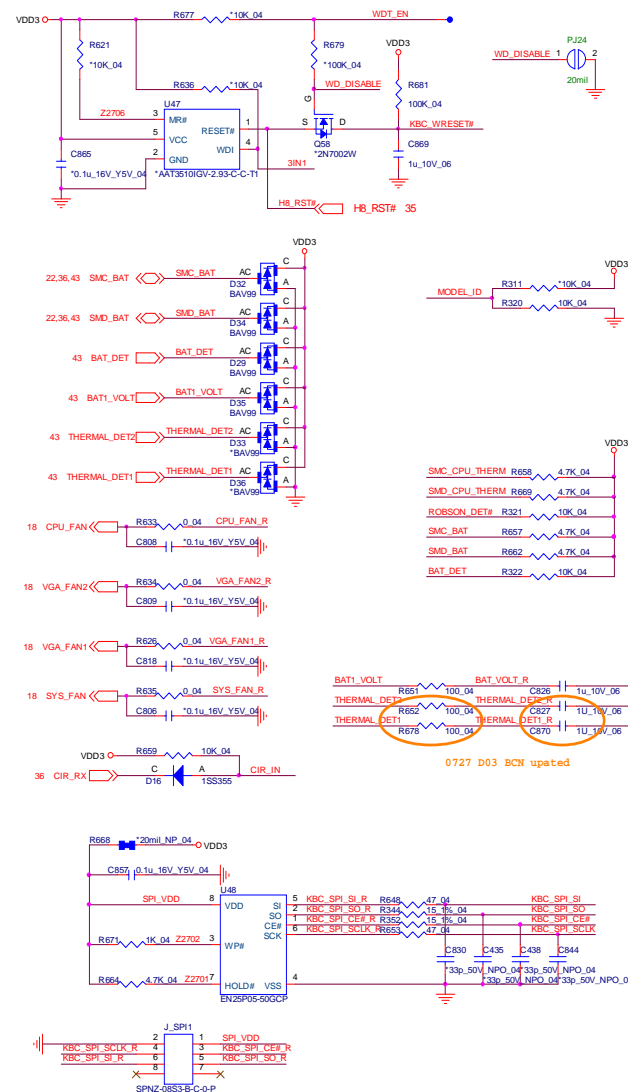 R677 *10K_04 WDT_EN
VDD3
R621
*10K_04
R679
*100K_04
VDD3
WD_DISABLE 1 PJ24 2
20mil
R636 *10K_04
WD_DISABLE
R681
100K_04
U47
Z2706 3 MR#
5 VCC
2 GND
RESET# 1
WDI 4
*AAT3510IGV-2.93-C-C-T1
G
S D
Q58
*2N7002W
KBC_WRESET#
C869
1u_10V_06
C865
*0.1u_16V_Y5V_04
3IN1
H8_RST# H8_RST# 35
VDD3
22,36,43 SMC_BAT SMC_BAT AC C A
D32
BAV99
22,36,43 SMD_BAT SMD_BAT AC C A
D34
BAV99
43 BAT_DET BAT_DET AC C A
D29
BAV99
43 BAT1_VOLT BAT1_VOLT AC C A
D35
BAV99
43 THERMAL_DET2 THERMAL_DET2 AC C A
D33
*BAV99
43 THERMAL_DET1 THERMAL_DET1 AC C A
D36
*BAV99
VDD3
MODEL_ID
R311 *10K_04
R320 10K_04
VDD3
SMC_CPU_THERM R658 4.7K_04
SMD_CPU_THERM R669 4.7K_04
ROBSON_DET# R321 10K_04
SMC_BAT R657 4.7K_04
SMD_BAT R662 4.7K_04
BAT_DET R322 10K_04
18 CPU_FAN R633 0_04 CPU_FAN_R
C808 *0.1u_16V_Y5V_04
18 VGA_FAN2 R634 0_04 VGA_FAN2_R
C809 *0.1u_16V_Y5V_04
18 VGA_FAN1 R626 0_04 VGA_FAN1_R
C818 *0.1u_16V_Y5V_04
18 SYS_FAN R635 0_04 SYS_FAN_R
C806 *0.1u_16V_Y5V_04
BAT1_VOLT R651 100_04 BAT_VOLT_R C826 1u_10V_06
THERMAL_DET2 R652 100_04 THERMAL_DET2_R C827 1U_10V_06
THERMAL_DET1 R678 100_04 THERMAL_DET1_R C870 1U_10V_06
0727 D03 BCN upated
VDD3 R659 10K_04
36 CIR_RX C A CIR_IN
D16 1SS355
R668 *20mil_NP_04 VDD3
C857 0.1u_16V_Y5V_04
U48
SPI_VDD 8 VDD
R671 1K_04 Z2702 3 WP#
R664 4.7K_04 Z2701 7 HOLD#
SI 5 KBC_SPI_SI_R R648 47_04 KBC_SPI_SI
SO 2 KBC_SPI_SO_R R344 15_1%_04 KBC_SPI_SO
CE# 1 KBC_SPI_CE#_R R352 15_1%_04 KBC_SPI_CE#
SCK 6 KBC_SPI_SCLK_R R653 47_04 KBC_SPI_SCLK
VSS 4
EN25P05-50GCP
C830 C435 C438 C844
*33p_50V_NPO_04 *33p_50V_NPO_04
*33p_50V_NPO_04 *33p_50V_NPO_04
J_SPI1
2 1 SPI_VDD
KBC_SPI_SCLK_R 4 3 KBC_SPI_CE#_R
KBC_SPI_SI_R 6 5 KBC_SPI_SO_R
8 7
SPNZ-08S3-B-C-0-P